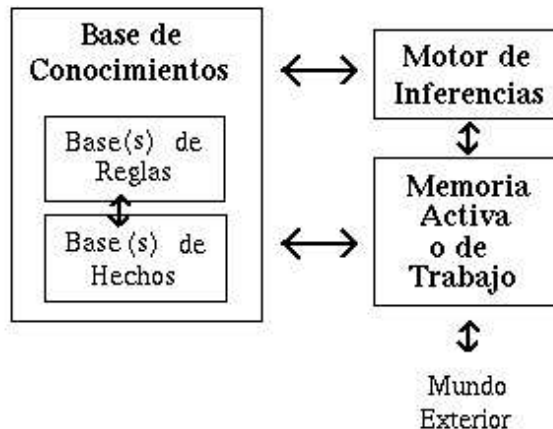 Base de
Conocimientos
Base(s) de
Reglas
Base(s) de
Hechos
Motor de
Inferencias
Memoria
Activa
o de
Trabajo
Mundo
Exterior